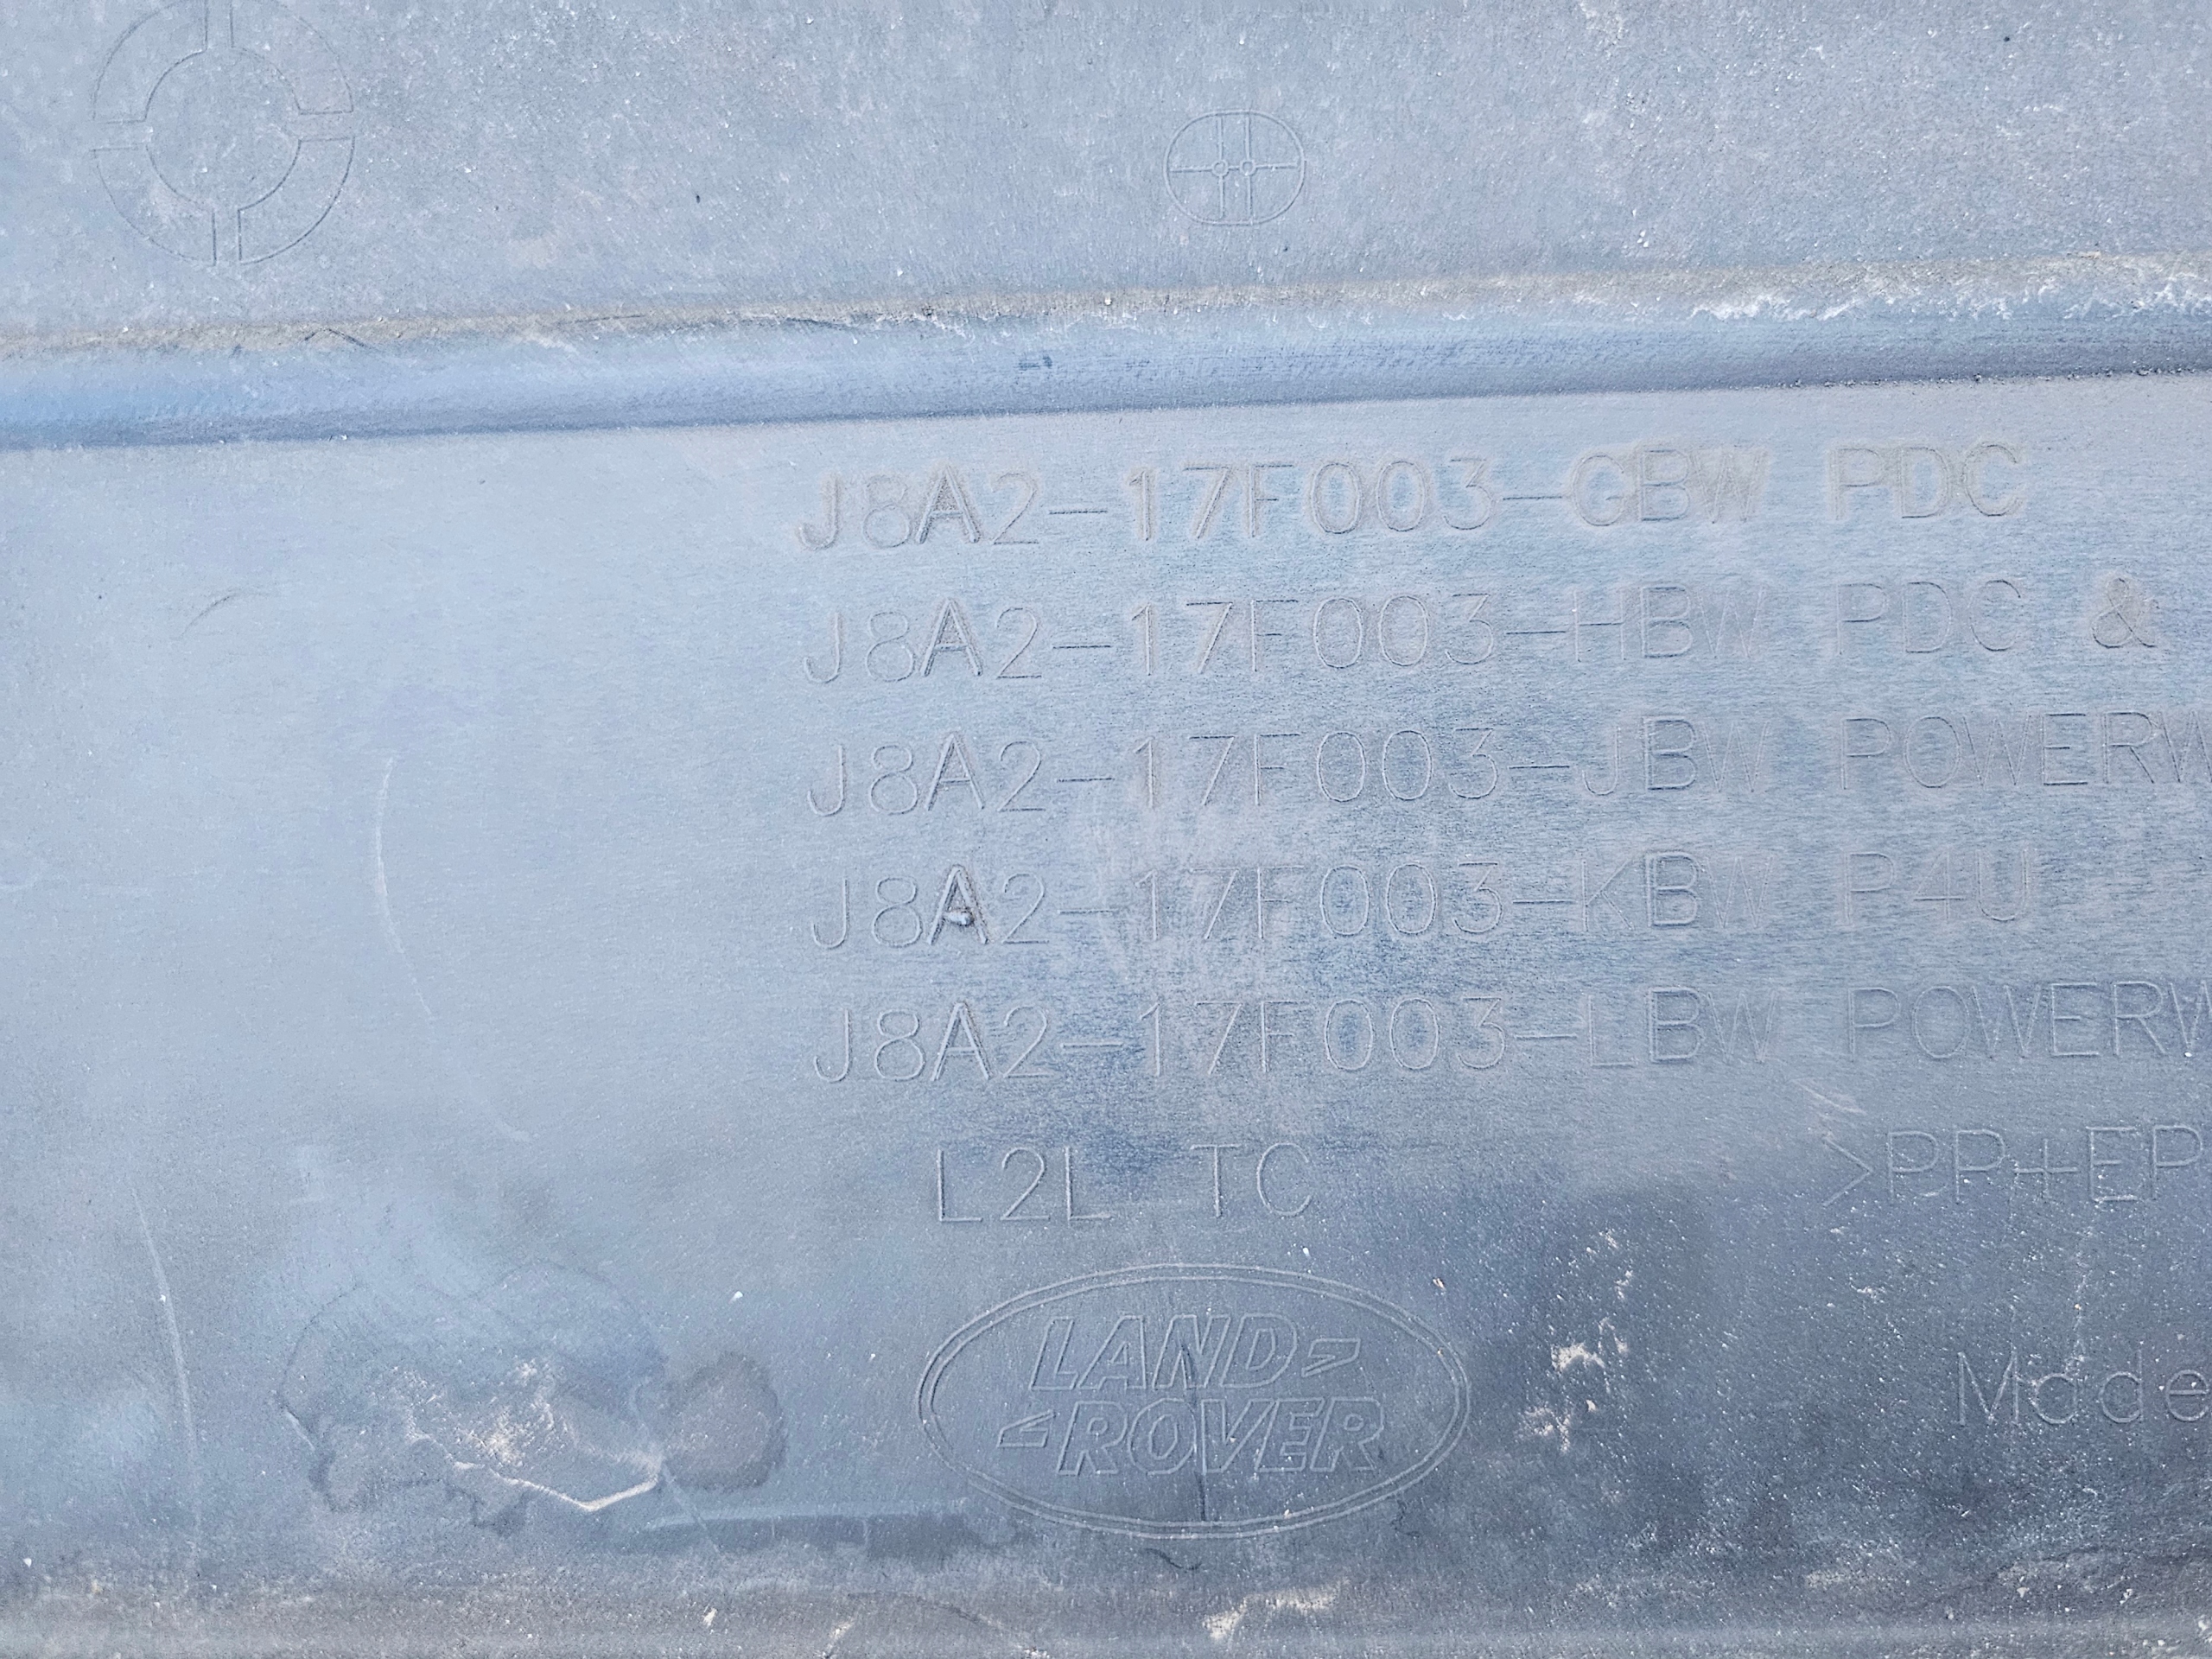 J8A2-17F003-GBW PDC
J8A2-17F003-HBW PDC &
J8A2-17F003-JBW POWERW
J8A2-17F003-KBW P4U
J8A2-17F003-LBW POWERW
L2L TC
>PP+EP
LAND
ROVER
Made